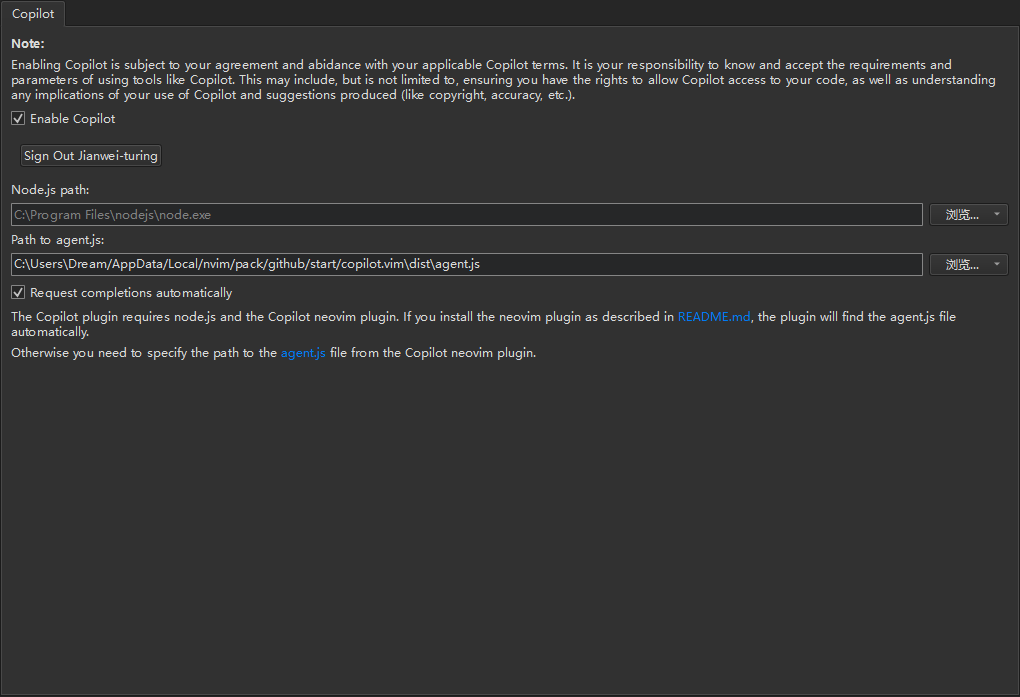 Copilot
Note:
Enabling Copilot is subject to your agreement and abidance with your applicable Copilot terms. It is your responsibility to know and accept the requirements and
parameters of using tools like Copilot. This may include, but is not limited to, ensuring you have the rights to allow Copilot access to your code, as well as understanding
any implications of your use of Copilot and suggestions produced (like copyright, accuracy, etc.).
Enable Copilot
Sign Out Jianwei-turing
Node.js path:
C:\Program Files\nodejs\node.exe 浏览...
Path to agent.js:
C:\Users\Dream/AppData/Local/nvim/pack/github/start/copilot.vim\dist\agent.js 浏览...
Request completions automatically
The Copilot plugin requires node.js and the Copilot neovim plugin. If you install the neovim plugin as described in README.md, the plugin will find the agent.js file
automatically.
Otherwise you need to specify the path to the agent.js file from the Copilot neovim plugin.